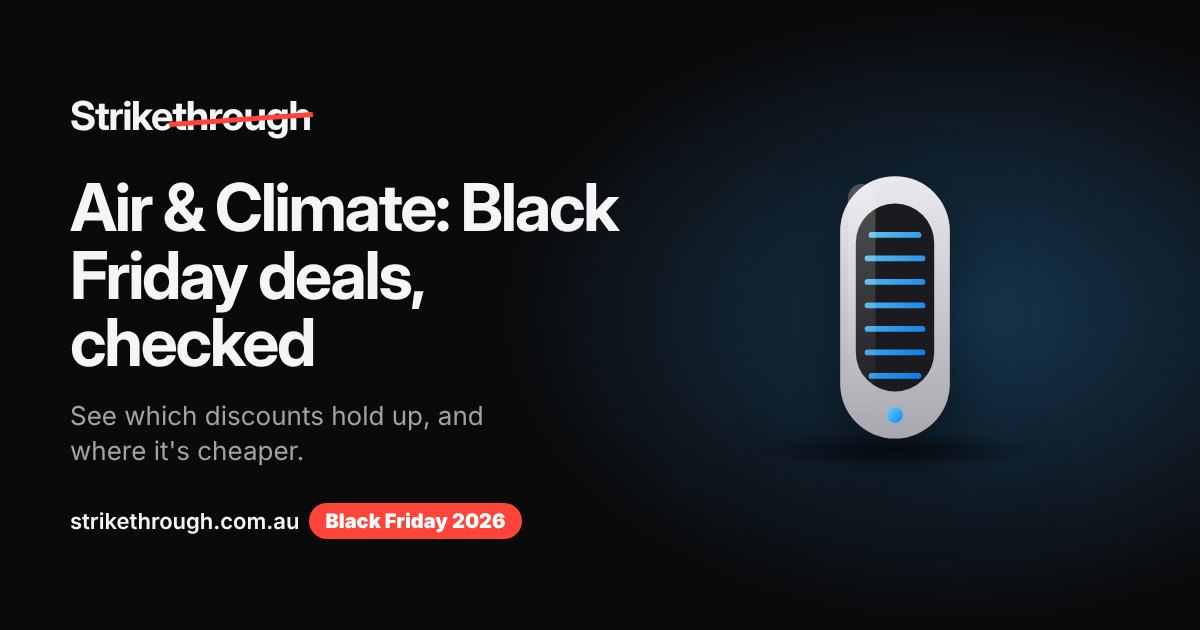 Strikethrough
Air & Climate: Black
Friday deals,
checked
See which discounts hold up, and
where it's cheaper.
strikethrough.com.au
Black Friday 2026